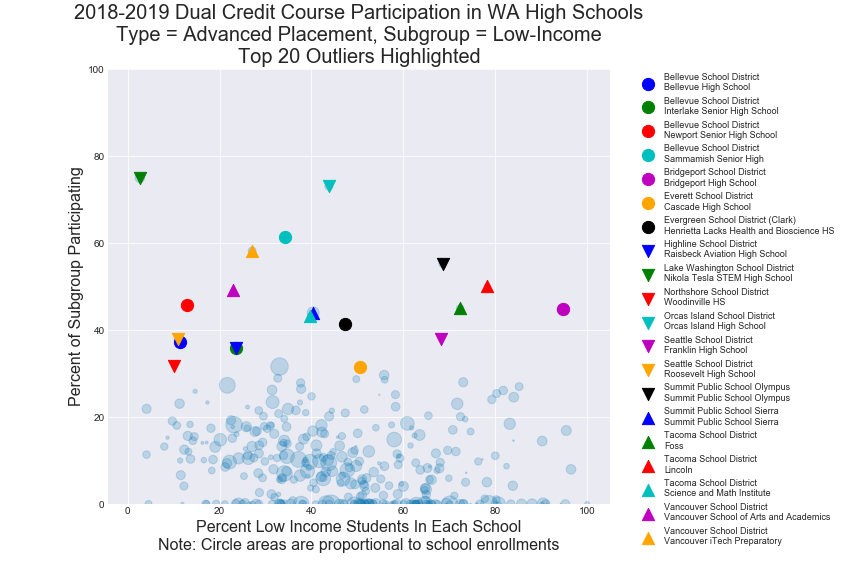 2018-2019 Dual Credit Course Participation in WA High Schools
Type = Advanced Placement, Subgroup = Low-Income
Top 20 Outliers Highlighted
100
80
60
40
20
0
Percent of Subgroup Participating
0 20 40 60 80 100
Percent Low Income Students In Each School
Note: Circle areas are proportional to school enrollments
Bellevue School District
Bellevue High School
Bellevue School District
Interlake Senior High School
Bellevue School District
Newport Senior High School
Bellevue School District
Sammamish Senior High
Bridgeport School District
Bridgeport High School
Everett School District
Cascade High School
Evergreen School District (Clark)
Henrietta Lacks Health and Bioscience HS
Highline School District
Raisbeck Aviation High School
Lake Washington School District
Nikola Tesla STEM High School
Northshore School District
Woodinville HS
Orcas Island School District
Orcas Island High School
Seattle School District
Franklin High School
Seattle School District
Roosevelt High School
Summit Public School Olympus
Summit Public School Olympus
Summit Public School Sierra
Summit Public School Sierra
Tacoma School District
Foss
Tacoma School District
Lincoln
Tacoma School District
Science and Math Institute
Vancouver School District
Vancouver School of Arts and Academics
Vancouver School District
Vancouver iTech Preparatory